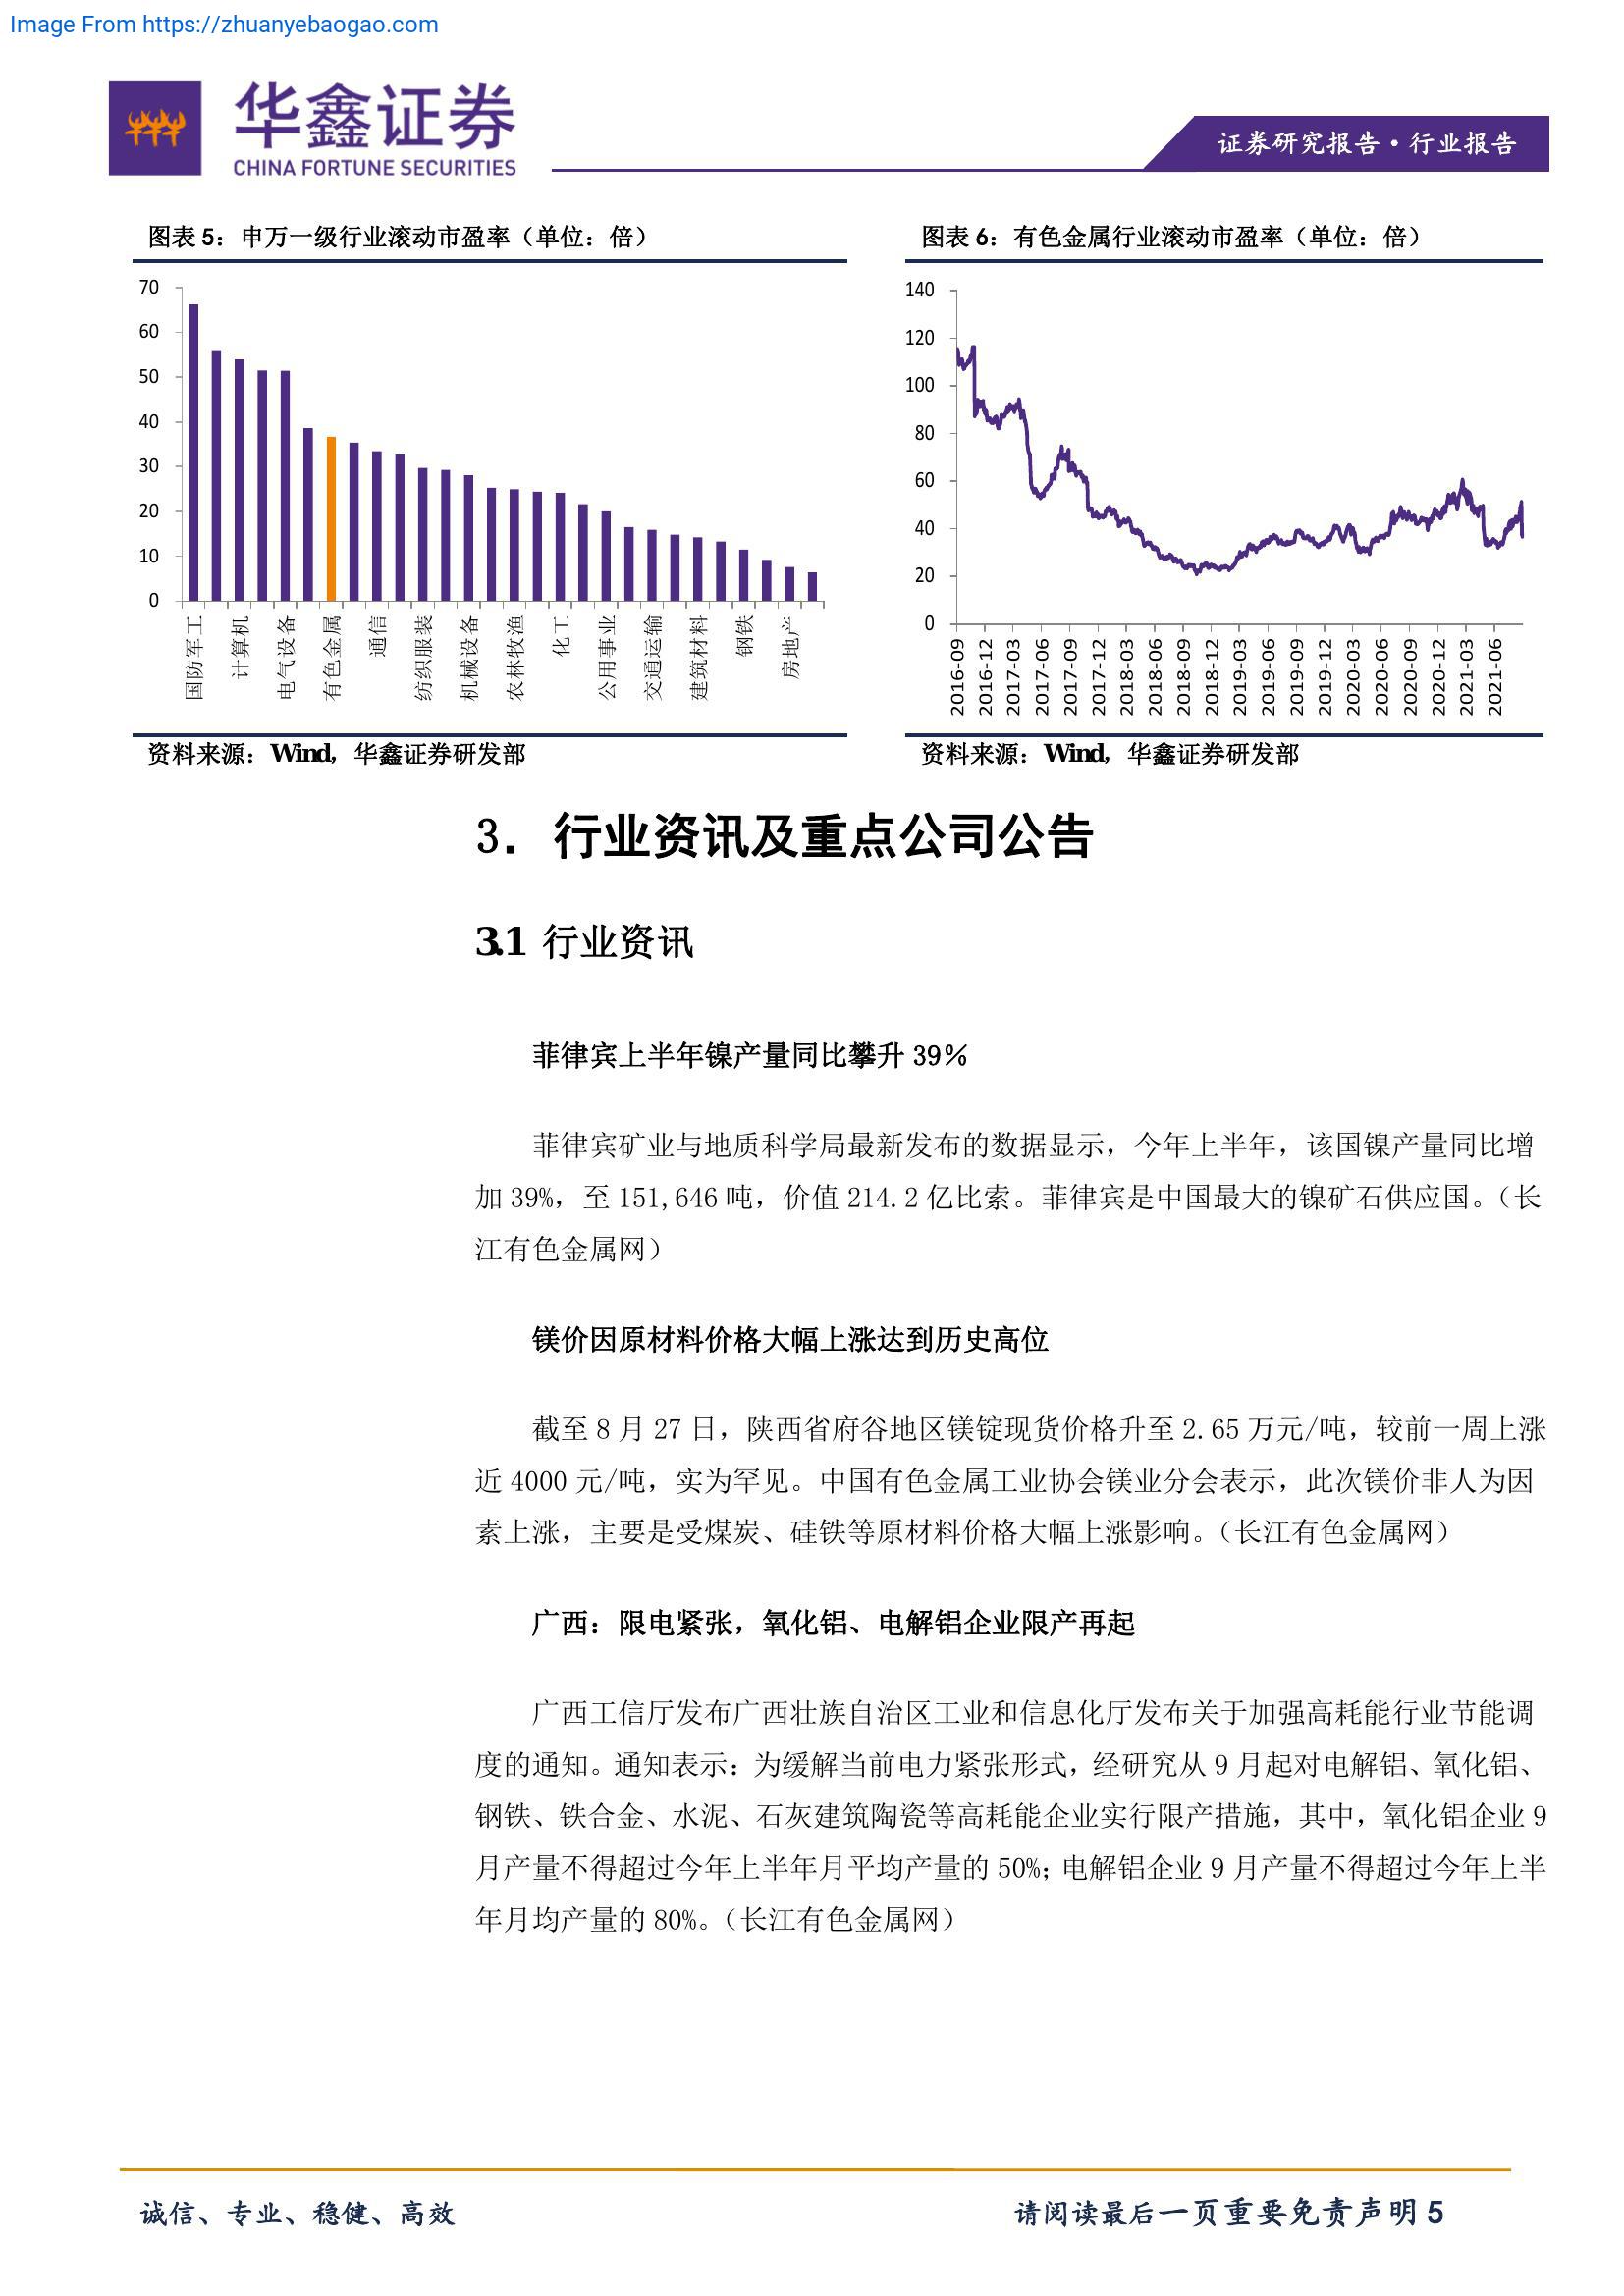 Image From https://zhuanyebaogao.com
华鑫证券
CHINA FORTUNE SECURITIES
证券研究报告·行业报告
图表 5：申万一级行业滚动市盈率（单位：倍）
70
60
50
40
30
20
10
0
国防军工
计算机
电气设备
有色金属
通信
纺织服装
机械设备
农林牧渔
化工
公用事业
交通运输
建筑材料
钢铁
房地产
资料来源：Wind，华鑫证券研发部
图表 6：有色金属行业滚动市盈率（单位：倍）
140
120
100
80
60
40
20
0
2016-09
2016-12
2017-03
2017-06
2017-09
2017-12
2018-03
2018-06
2018-09
2018-12
2019-03
2019-06
2019-09
2019-12
2020-03
2020-06
2020-09
2020-12
2021-03
2021-06
资料来源：Wind，华鑫证券研发部
3. 行业资讯及重点公司公告
3.1 行业资讯
菲律宾上半年镍产量同比攀升 39%
菲律宾矿业与地质科学局最新发布的数据显示，今年上半年，该国镍产量同比增
加 39%，至 151,646 吨，价值 214.2 亿比索。菲律宾是中国最大的镍矿石供应国。（长
江有色金属网）
镁价因原材料价格大幅上涨达到历史高位
截至 8 月 27 日，陕西省府谷地区镁锭现货价格升至 2.65 万元/吨，较前一周上涨
近 4000 元/吨，实为罕见。中国有色金属工业协会镁业分会表示，此次镁价非人为因
素上涨，主要是受煤炭、硅铁等原材料价格大幅上涨影响。（长江有色金属网）
广西：限电紧张，氧化铝、电解铝企业限产再起
广西工信厅发布广西壮族自治区工业和信息化厅发布关于加强高耗能行业节能调
度的通知。通知表示：为缓解当前电力紧张形式，经研究从 9 月起对电解铝、氧化铝、
钢铁、铁合金、水泥、石灰建筑陶瓷等高耗能企业实行限产措施，其中，氧化铝企业 9
月产量不得超过今年上半年月平均产量的 50%；电解铝企业 9 月产量不得超过今年上半
年月均产量的 80%。（长江有色金属网）
诚信、专业、稳健、高效
请阅读最后一页重要免责声明 5